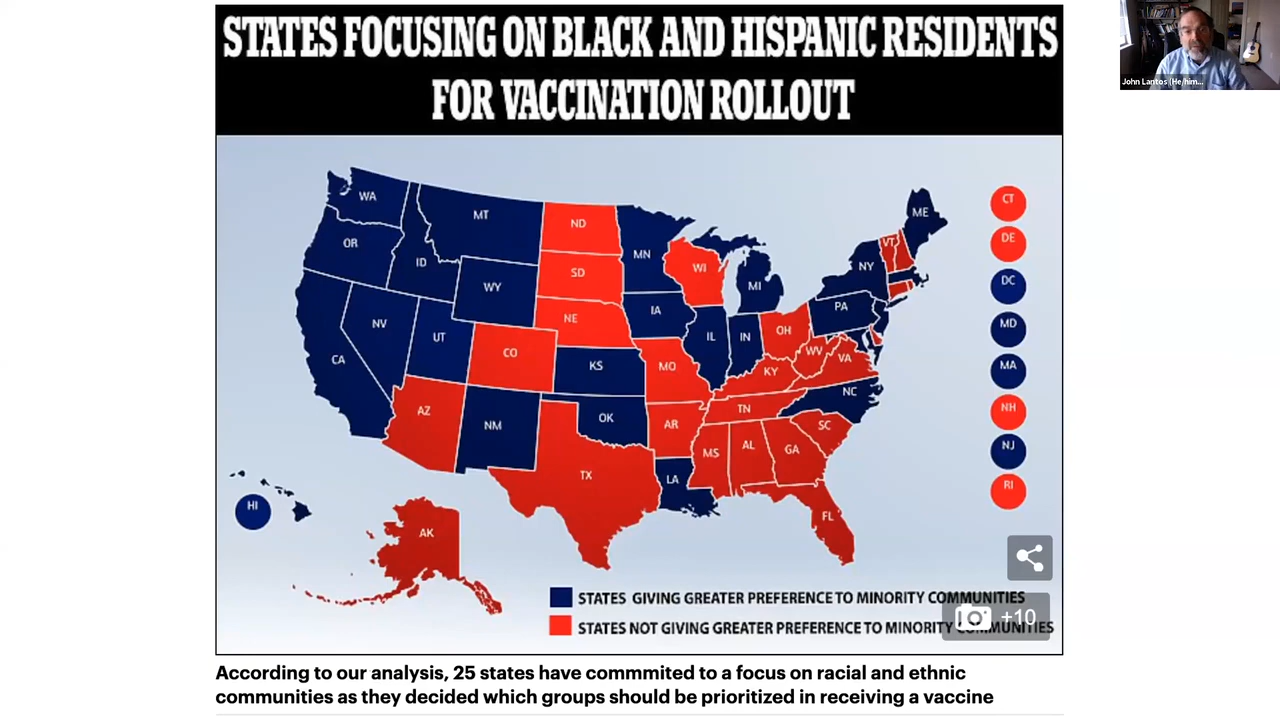 STATES FOCUSING ON BLACK AND HISPANIC RESIDENTS
FOR VACCINATION ROLLOUT
John Lantos (He/him...
WA
MT
ND
MN
ME
OR
ID
SD
WI
VT
NY
WY
MI
NV
UT
NE
IA
PA
CA
CO
KS
MO
IL
IN
OH
WV
VA
KY
AZ
NM
OK
AR
TN
NC
SC
TX
LA
MS
AL
GA
FL
HI
AK
CT
DE
DC
MD
MA
NH
NJ
RI
STATES GIVING GREATER PREFERENCE TO MINORITY COMMUNITIES
STATES NOT GIVING GREATER PREFERENCE TO MINORITY COMMUNITIES
+10
According to our analysis, 25 states have commmited to a focus on racial and ethnic
communities as they decided which groups should be prioritized in receiving a vaccine